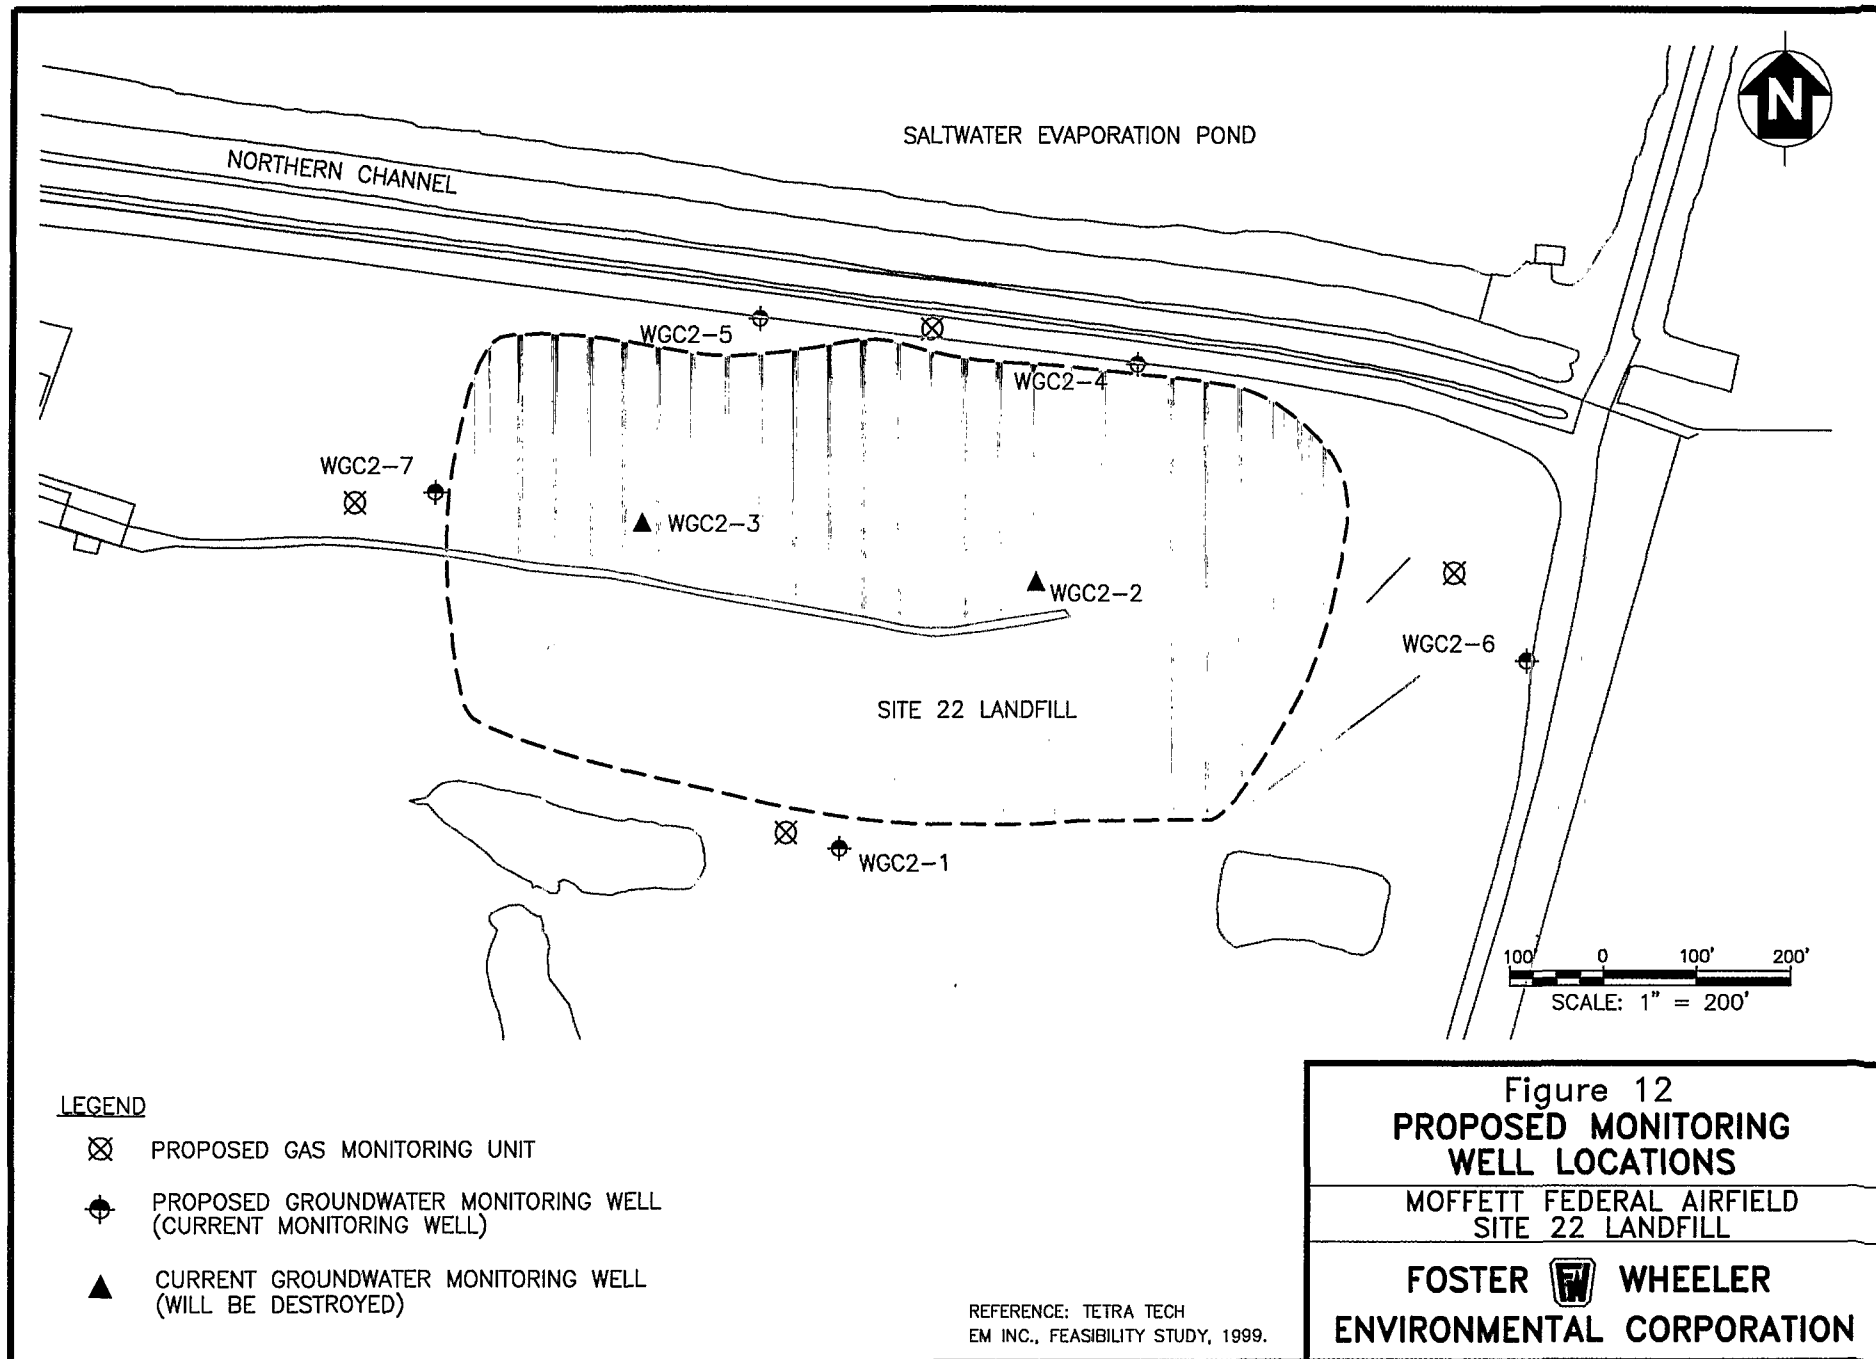 N
SALTWATER EVAPORATION POND
NORTHERN CHANNEL
WGC2-5
WGC2-4
WGC2-7
WGC2-3
WGC2-2
WGC2-6
SITE 22 LANDFILL
WGC2-1
100' 0 100' 200'
SCALE: 1" = 200'
LEGEND
PROPOSED GAS MONITORING UNIT
PROPOSED GROUNDWATER MONITORING WELL
(CURRENT MONITORING WELL)
CURRENT GROUNDWATER MONITORING WELL
(WILL BE DESTROYED)
REFERENCE: TETRA TECH
EM INC., FEASIBILITY STUDY, 1999.
Figure 12
PROPOSED MONITORING
WELL LOCATIONS
MOFFETT FEDERAL AIRFIELD
SITE 22 LANDFILL
FOSTER FW WHEELER
ENVIRONMENTAL CORPORATION